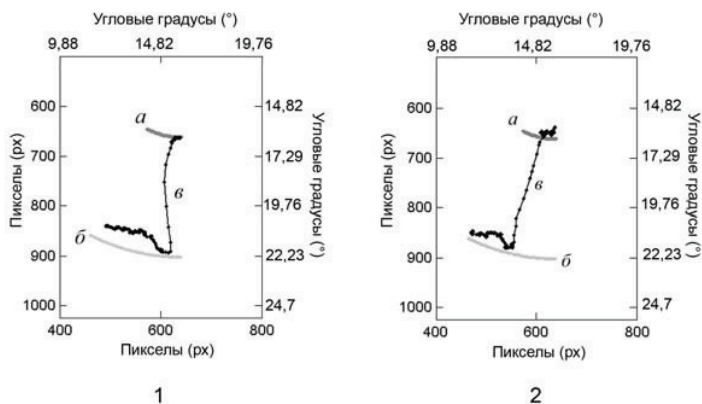 Угловые градусы (°)
9,88 14,82 19,76
600
700
800
900
1000
Пикселы (px)
14,82
17,29
19,76
22,23
24,7
Угловые градусы (°)
а
б
в
400 600 800
Пикселы (px)
1
Угловые градусы (°)
9,88 14,82 19,76
600
700
800
900
1000
Пикселы (px)
14,82
17,29
19,76
22,23
24,7
Угловые градусы (°)
а
в
б
400 600 800
Пикселы (px)
2